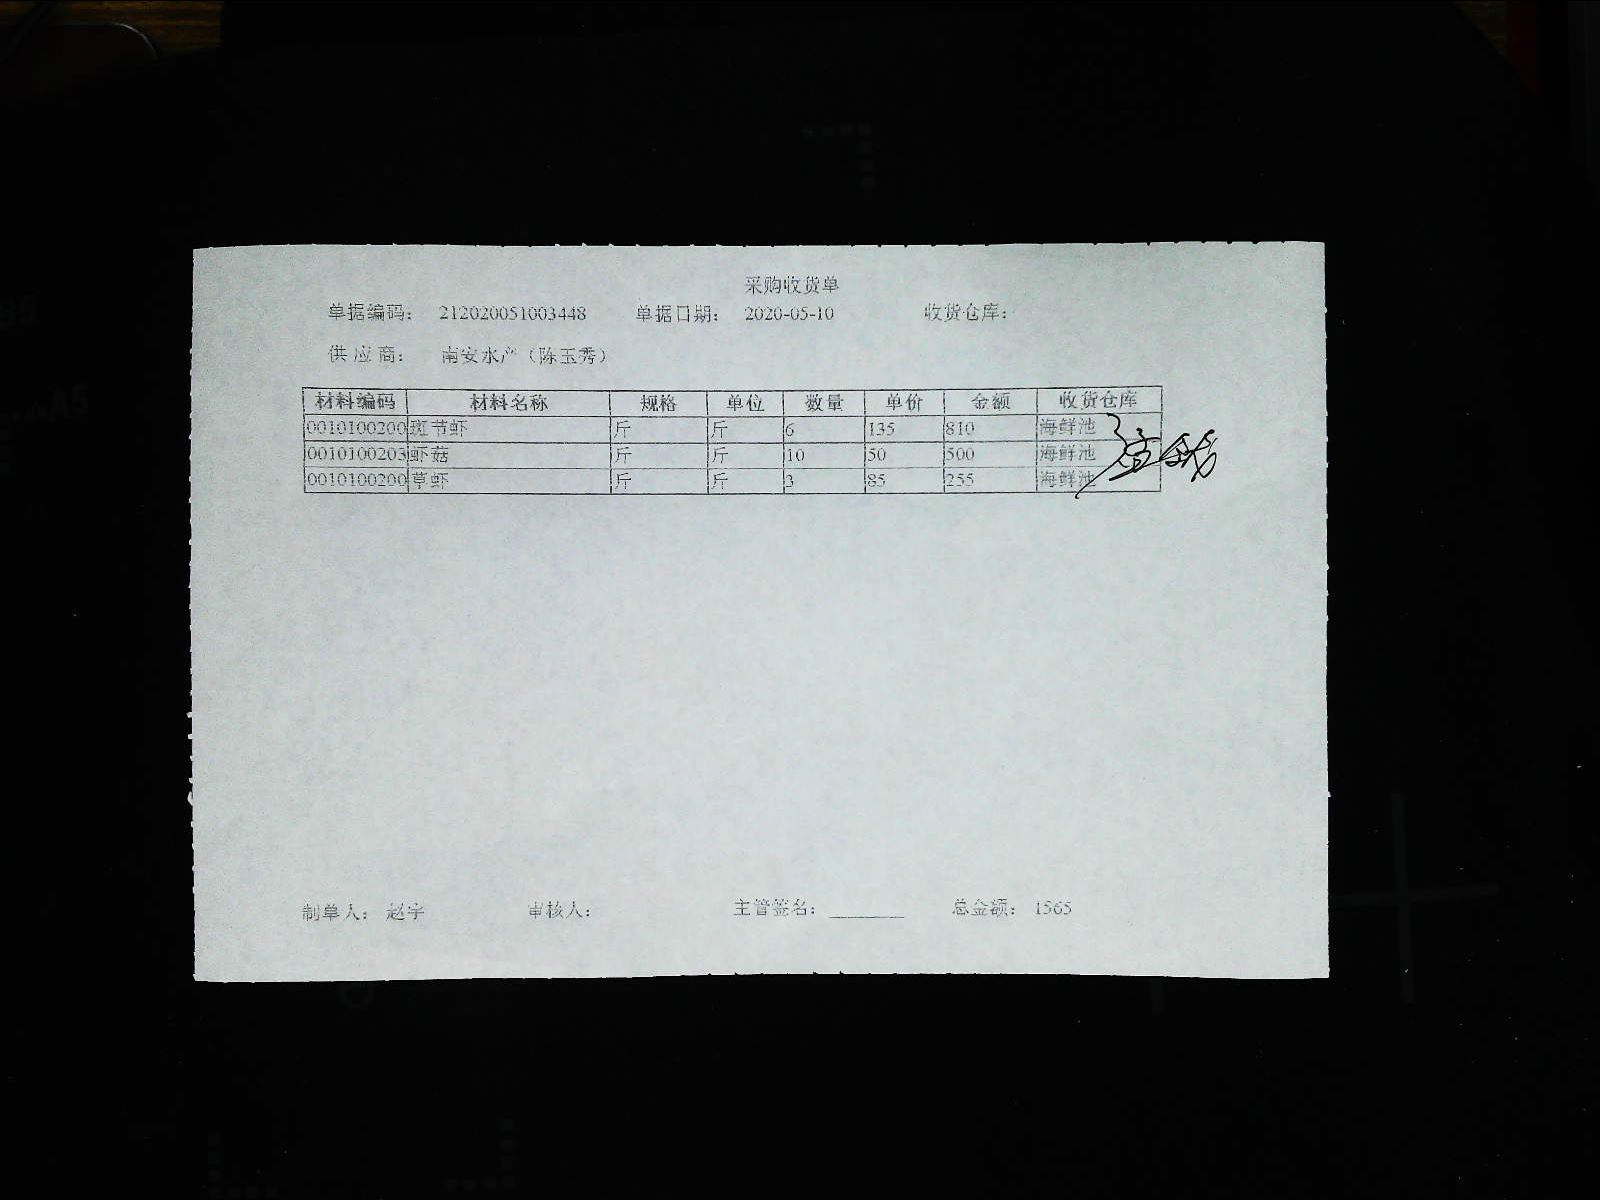 采购收货单
单据编码： 212020051003448 单据日期： 2020-05-10 收货仓库：
供 应 商： 南安水产（陈玉秀）
材料编码 材料名称 规格 单位 数量 单价 金额 收货仓库
0010100200 斑节虾 斤 斤 6 135 810 海鲜池
0010100203 虾菇 斤 斤 10 50 500 海鲜池
0010100200 草虾 斤 斤 3 85 255 海鲜池
制单人： 赵宇 审核人： 主管签名： 总金额： 1565
A5